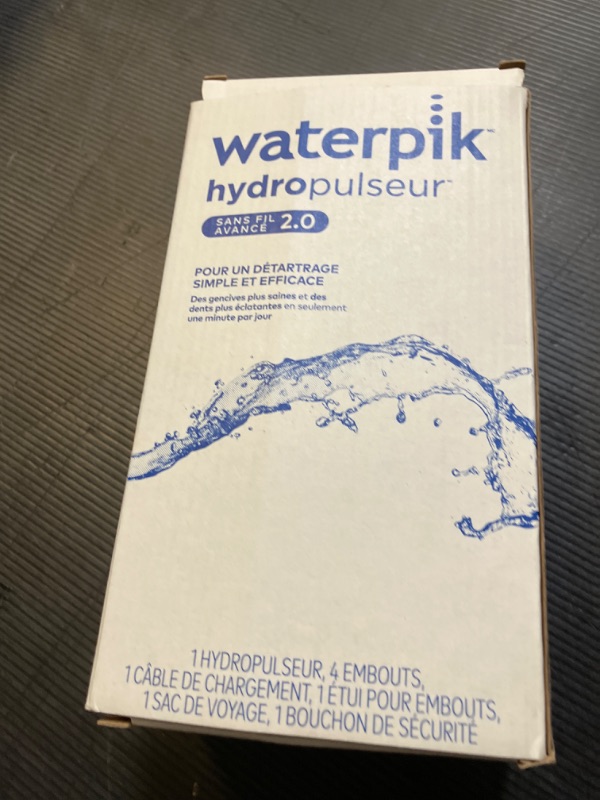 waterpik™
hydropulseur™
SANS FIL
AVANCÉ 2.0
POUR UN DÉTARTRAGE
SIMPLE ET EFFICACE
Des gencives plus saines et des
dents plus éclatantes en seulement
une minute par jour
1 HYDROPULSEUR, 4 EMBOUTS,
1 CÂBLE DE CHARGEMENT, 1 ÉTUI POUR EMBOUTS,
1 SAC DE VOYAGE, 1 BOUCHON DE SÉCURITÉ